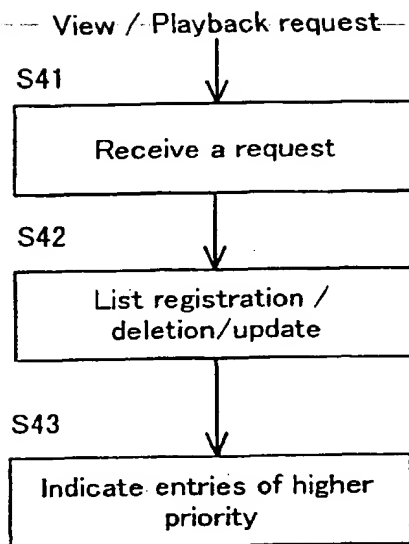 View / Playback request
S41
Receive a request
S42
List registration /
deletion/update
S43
Indicate entries of higher
priority